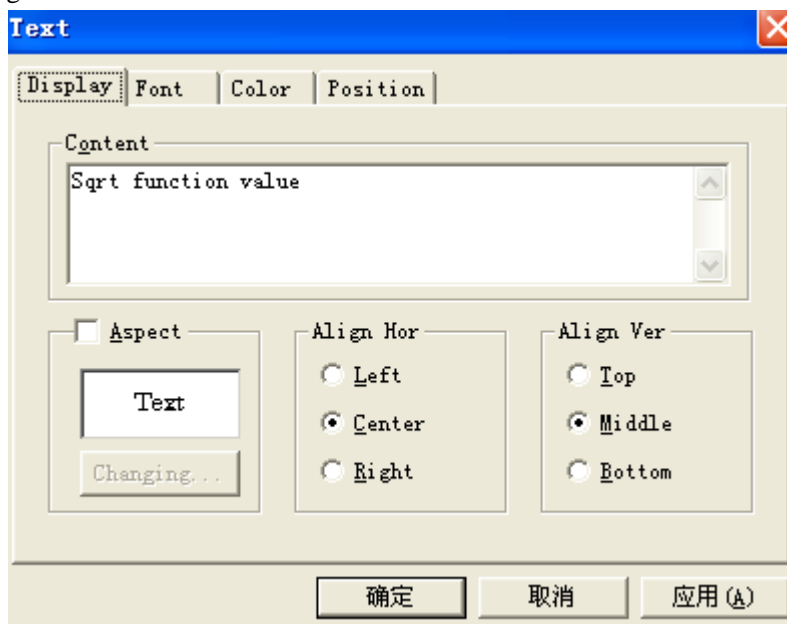 Text
Display Font Color Position
Content
Sqrt function value
Aspect Align Hor Align Ver
Left Top
Text
Center Middle
Changing... Right Bottom
确定 取消 应用(A)